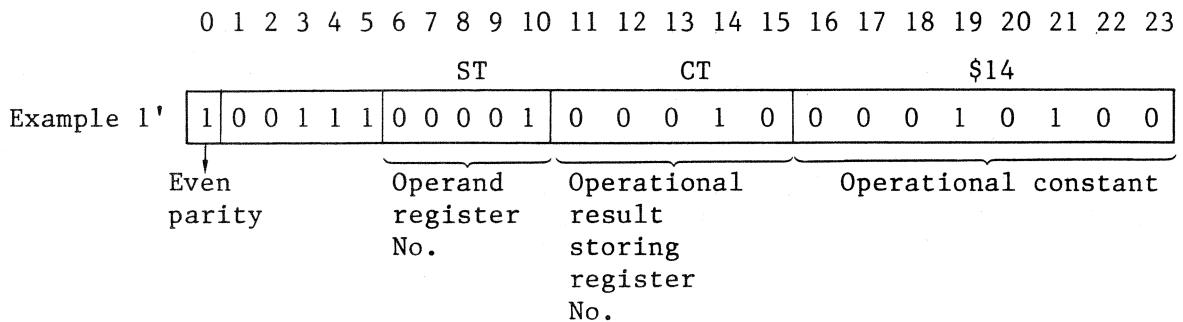 0 1 2 3 4 5 6 7 8 9 10 11 12 13 14 15 16 17 18 19 20 21 22 23
ST CT $14
Example 1' 1 0 0 1 1 1 0 0 0 0 1 0 0 0 1 0 0 0 0 1 0 1 0 0
Even Operand Operational Operational constant
parity register result
No. storing
register
No.